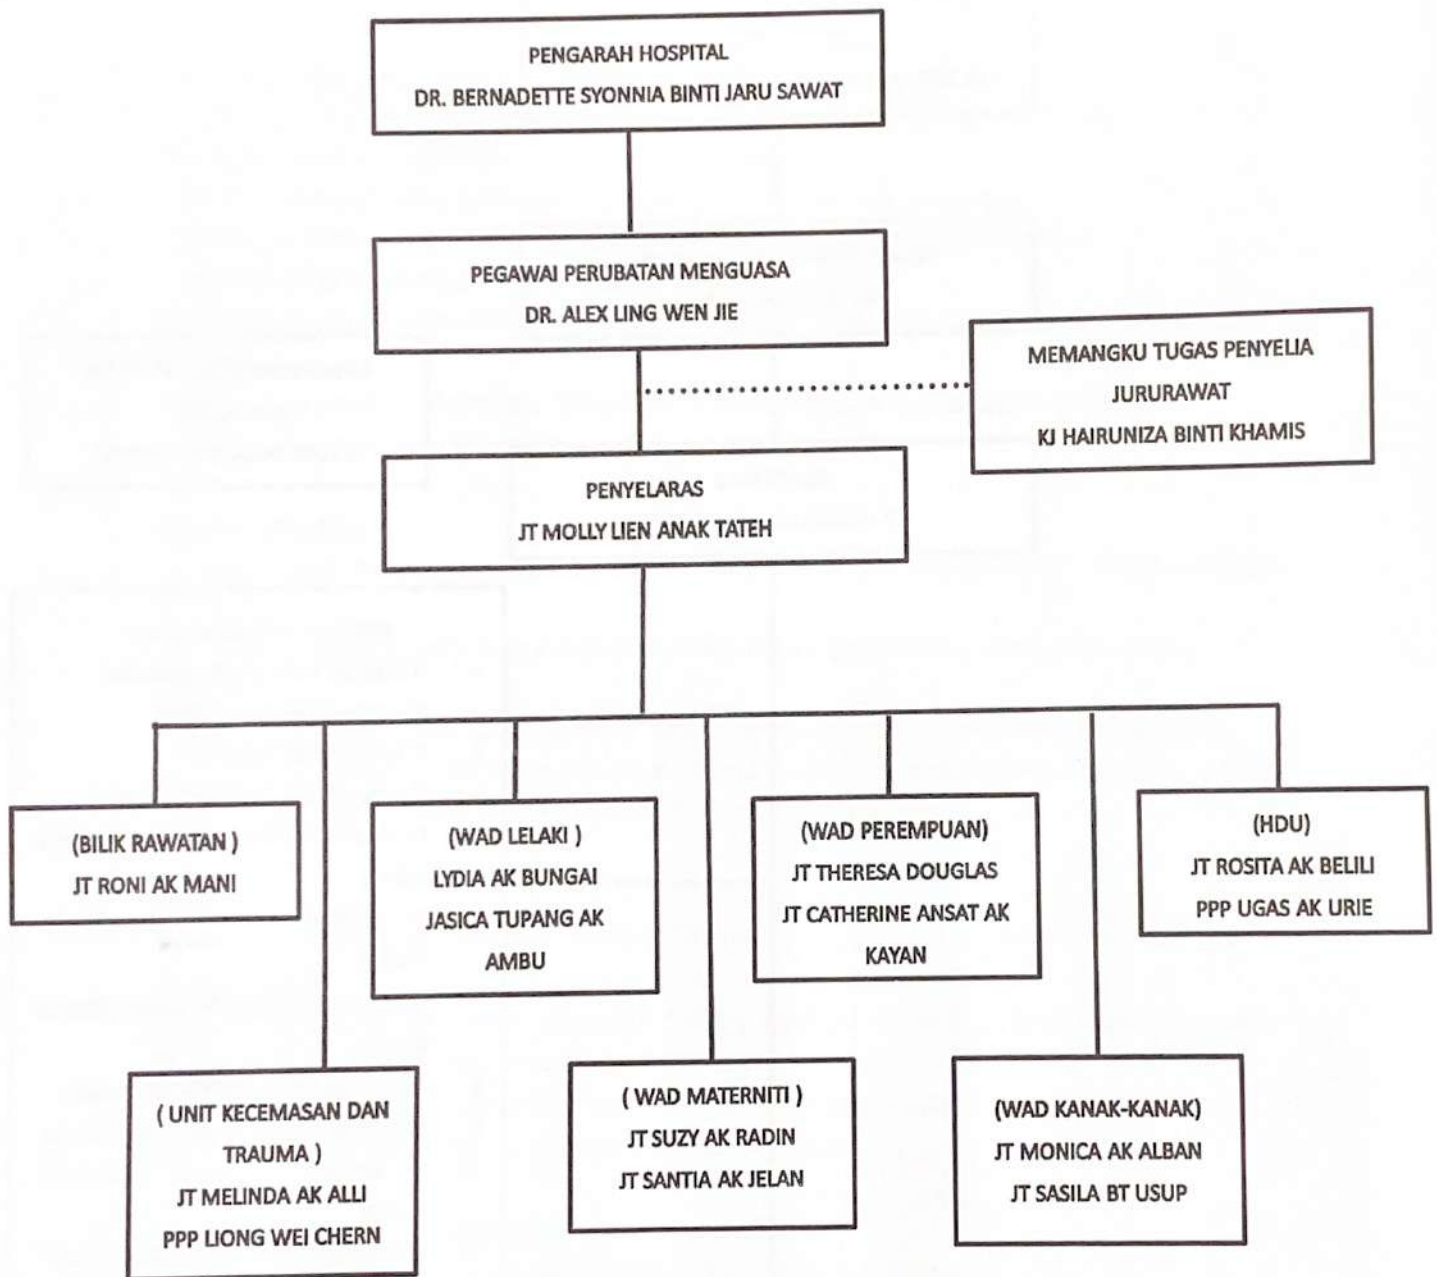 PENGARAH HOSPITAL
DR. BERNADETTE SYONNIA BINTI JARU SAWAT
PEGAWAI PERUBATAN MENGUASA
DR. ALEX LING WEN JIE
MEMANGKU TUGAS PENYELIA
JURURAWAT
KJ HAIRUNIZA BINTI KHAMIS
PENYELARAS
JT MOLLY LIEN ANAK TATEH
(BILIK RAWATAN )
JT RONI AK MANI
(WAD LELAKI )
LYDIA AK BUNGAI
JASICA TUPANG AK
AMBU
(WAD PEREMPUAN)
JT THERESA DOUGLAS
JT CATHERINE ANSAT AK
KAYAN
(HDU)
JT ROSITA AK BELILI
PPP UGAS AK URIE
( UNIT KECEMASAN DAN
TRAUMA )
JT MELINDA AK ALLI
PPP LIONG WEI CHERN
( WAD MATERNITI )
JT SUZY AK RADIN
JT SANTIA AK JELAN
(WAD KANAK-KANAK)
JT MONICA AK ALBAN
JT SASILA BT USUP